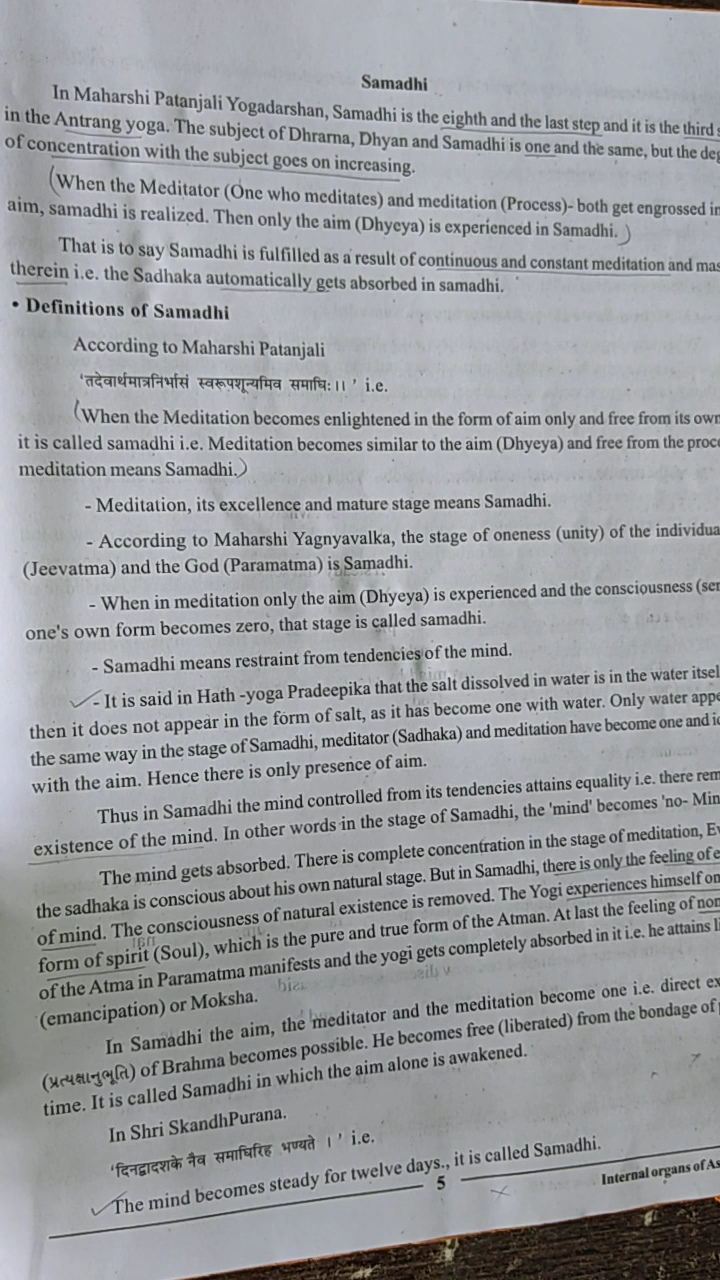 Samadhi
In Maharshi Patanjali Yogadarshan, Samadhi is the eighth and the last step and it is the third
in the Antrang yoga. The subject of Dhrarna, Dhyan and Samadhi is one and the same, but the
of concentration with the subject goes on increasing.
(When the Meditator (One who meditates) and meditation (Process)- both get engrossed in
aim, samadhi is realized. Then only the aim (Dhyeya) is experienced in Samadhi. )
That is to say Samadhi is fulfilled as a result of continuous and constant meditation and
therein i.e. the Sadhaka automatically gets absorbed in samadhi.
• Definitions of Samadhi
According to Maharshi Patanjali
'तदेवार्थमात्रनिर्भासं स्वरूपशून्यमिव समाधिः।। ' i.e.
(When the Meditation becomes enlightened in the form of aim only and free from its own
it is called samadhi i.e. Meditation becomes similar to the aim (Dhyeya) and free from the
meditation means Samadhi.)
- Meditation, its excellence and mature stage means Samadhi.
- According to Maharshi Yagnyavalka, the stage of oneness (unity) of the
(Jeevatma) and the God (Paramatma) is Samadhi.
- When in meditation only the aim (Dhyeya) is experienced and the consciousness
one's own form becomes zero, that stage is called samadhi.
- Samadhi means restraint from tendencies of the mind.
- It is said in Hath -yoga Pradeepika that the salt dissolved in water is in the water
then it does not appear in the form of salt, as it has become one with water. Only water
the same way in the stage of Samadhi, meditator (Sadhaka) and meditation have become one and
with the aim. Hence there is only presence of aim.
Thus in Samadhi the mind controlled from its tendencies attains equality i.e. there
existence of the mind. In other words in the stage of Samadhi, the 'mind' becomes 'no-
The mind gets absorbed. There is complete concentration in the stage of meditation,
the sadhaka is conscious about his own natural stage. But in Samadhi, there is only the feeling of
of mind. The consciousness of natural existence is removed. The Yogi experiences himself
form of spirit (Soul), which is the pure and true form of the Atman. At last the feeling of
of the Atma in Paramatma manifests and the yogi gets completely absorbed in it i.e. he attains
(emancipation) or Moksha.
In Samadhi the aim, the meditator and the meditation become one i.e. direct
(प्रत्यक्षानुभूति) of Brahma becomes possible. He becomes free (liberated) from the bondage of
time. It is called Samadhi in which the aim alone is awakened.
In Shri SkandhPurana.
'दिनद्वादशके नैव समाधिरिह भण्यते । ' i.e.
The mind becomes steady for twelve days., it is called Samadhi.
5
Internal organs of